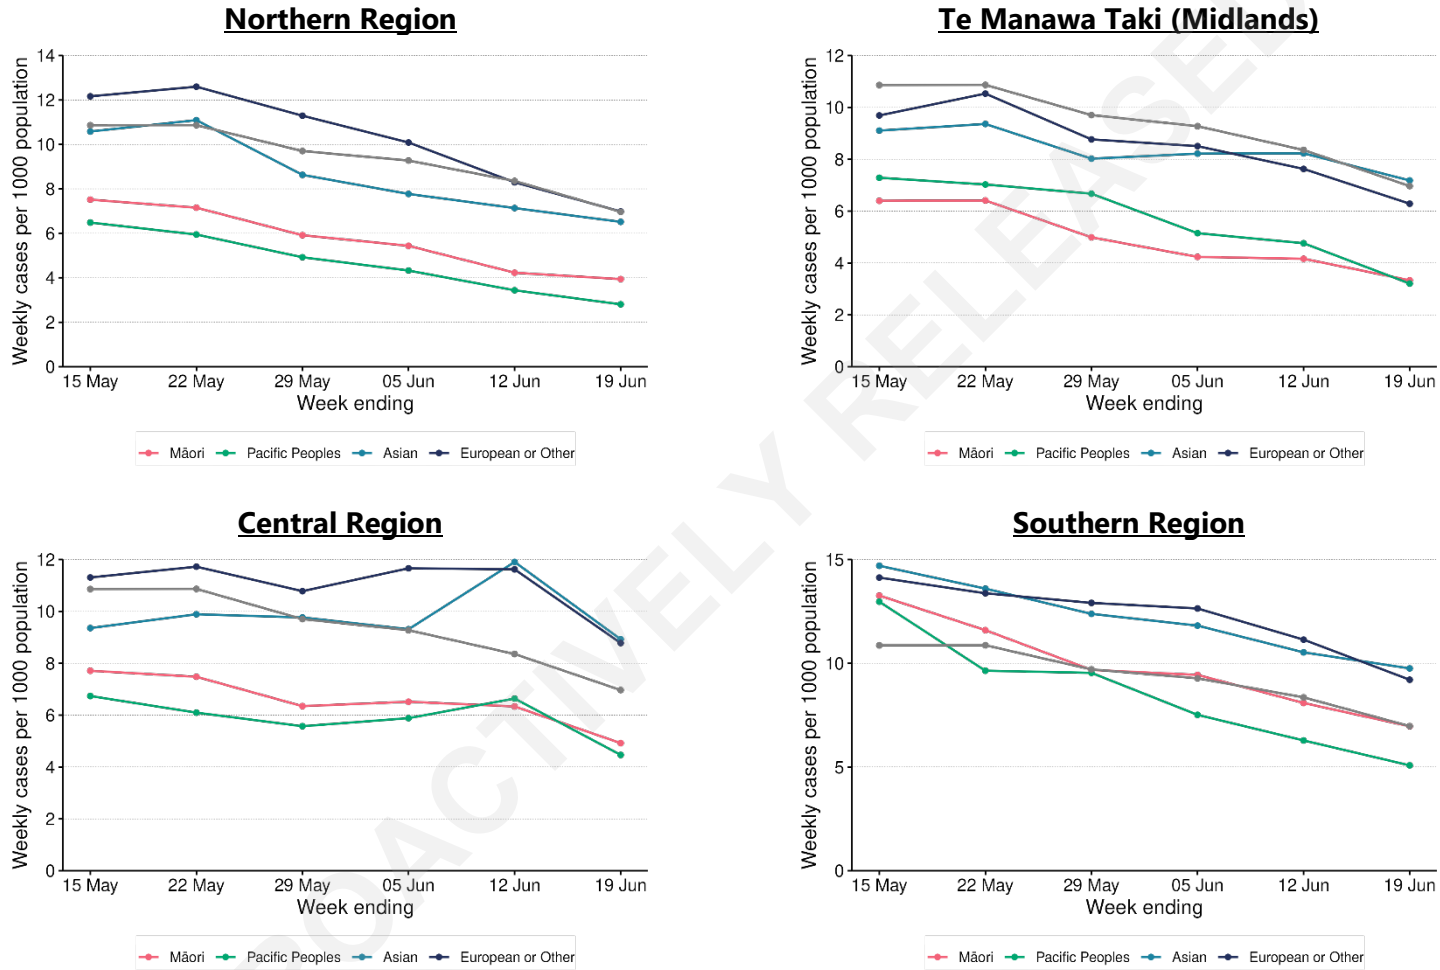 Northern Region
Weekly cases per 1000 population
14
12
10
8
6
4
2
0
15 May 22 May 29 May 05 Jun 12 Jun 19 Jun
Week ending
Māori Pacific Peoples Asian European or Other
Te Manawa Taki (Midlands)
Weekly cases per 1000 population
12
10
8
6
4
2
0
15 May 22 May 29 May 05 Jun 12 Jun 19 Jun
Week ending
Māori Pacific Peoples Asian European or Other
Central Region
Weekly cases per 1000 population
12
10
8
6
4
2
0
15 May 22 May 29 May 05 Jun 12 Jun 19 Jun
Week ending
Māori Pacific Peoples Asian European or Other
Southern Region
Weekly cases per 1000 population
15
10
5
0
15 May 22 May 29 May 05 Jun 12 Jun 19 Jun
Week ending
Māori Pacific Peoples Asian European or Other
ROACTIVELY RELEASED